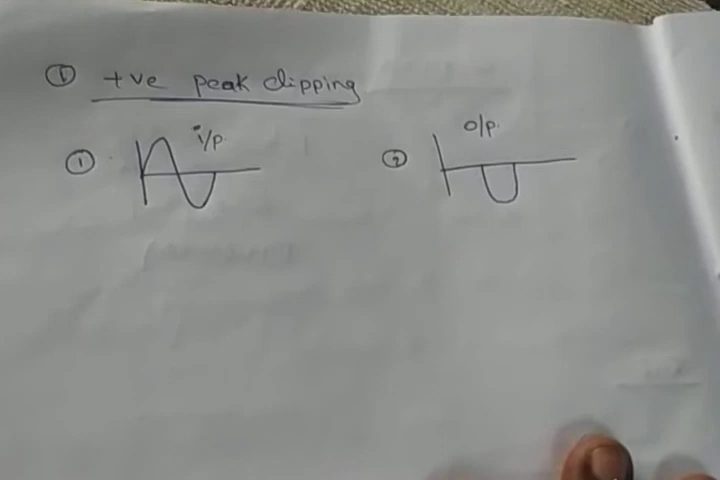 ① +ve peak clipping
① i/p.
② o/p.